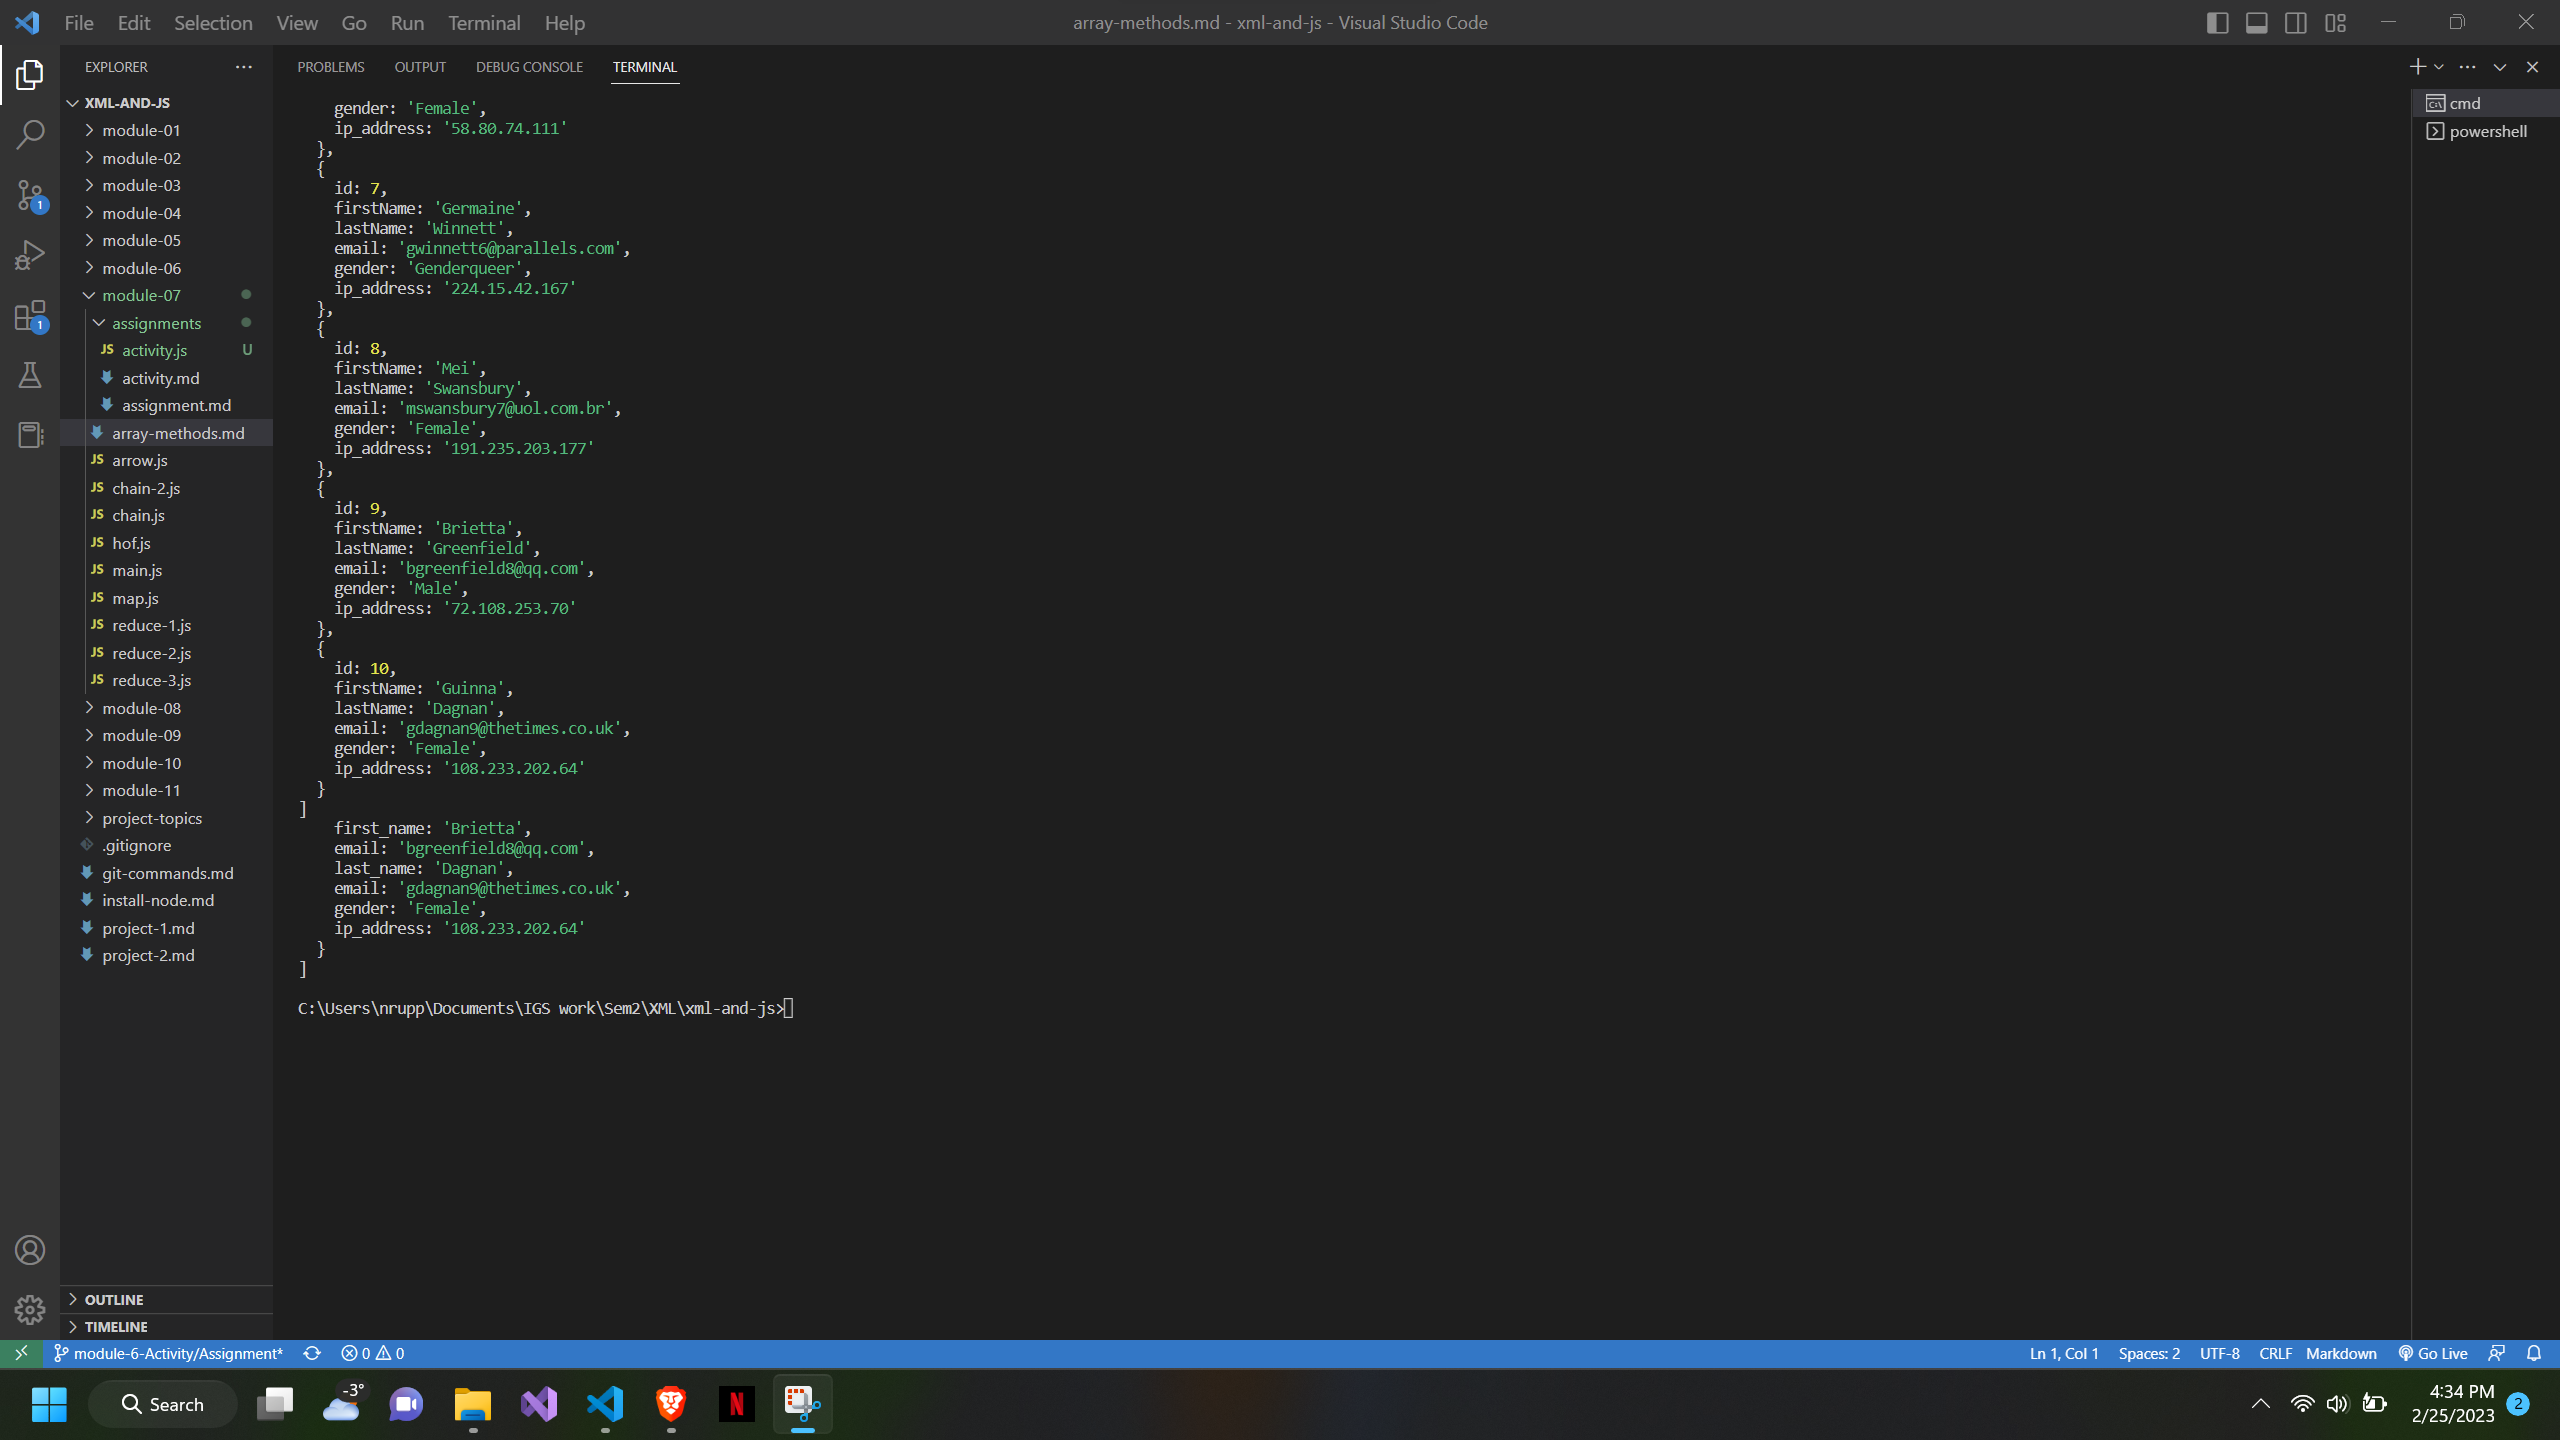 File Edit Selection View Go Run Terminal Help
array-methods.md - xml-and-js - Visual Studio Code
EXPLORER
XML-AND-JS
module-01
module-02
module-03
module-04
module-05
module-06
module-07
assignments
JS activity.js U
activity.md
assignment.md
array-methods.md
JS arrow.js
JS chain-2.js
JS chain.js
JS hof.js
JS main.js
JS map.js
JS reduce-1.js
JS reduce-2.js
JS reduce-3.js
module-08
module-09
module-10
module-11
project-topics
.gitignore
git-commands.md
install-node.md
project-1.md
project-2.md
OUTLINE
TIMELINE
1
1
PROBLEMS OUTPUT DEBUG CONSOLE TERMINAL
gender: 'Female',
ip_address: '58.80.74.111'
},
{
id: 7,
firstName: 'Germaine',
lastName: 'Winnett',
email: 'gwinnett6@parallels.com',
gender: 'Genderqueer',
ip_address: '224.15.42.167'
},
{
id: 8,
firstName: 'Mei',
lastName: 'Swansbury',
email: 'mswansbury7@uol.com.br',
gender: 'Female',
ip_address: '191.235.203.177'
},
{
id: 9,
firstName: 'Brietta',
lastName: 'Greenfield',
email: 'bgreenfield8@qq.com',
gender: 'Male',
ip_address: '72.108.253.70'
},
{
id: 10,
firstName: 'Guinna',
lastName: 'Dagnan',
email: 'gdagnan9@thetimes.co.uk',
gender: 'Female',
ip_address: '108.233.202.64'
}
]
first_name: 'Brietta',
email: 'bgreenfield8@qq.com',
last_name: 'Dagnan',
email: 'gdagnan9@thetimes.co.uk',
gender: 'Female',
ip_address: '108.233.202.64'
}
]
C:\Users\nrupp\Documents\IGS work\Sem2\XML\xml-and-js>
cmd
powershell
module-6-Activity/Assignment* 0 0
Ln 1, Col 1 Spaces: 2 UTF-8 CRLF Markdown Go Live
Search
-3°
N
4:34 PM
2/25/2023
2